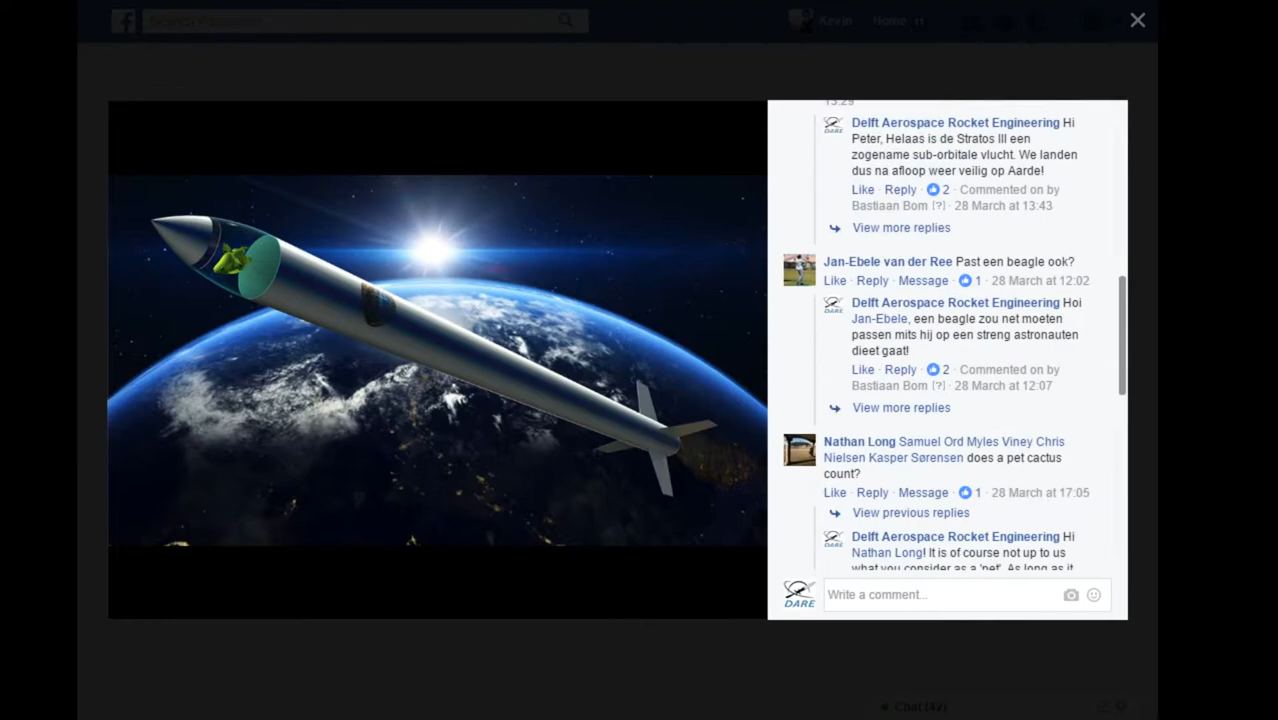 Search Facebook
Kevin
Home 11
13:29
Delft Aerospace Rocket Engineering Hi
Peter, Helaas is de Stratos III een
zogename sub-orbitale vlucht. We landen
dus na afloop weer veilig op Aarde!
Like · Reply · 2 · Commented on by
Bastiaan Bom [?] · 28 March at 13:43
View more replies
Jan-Ebele van der Ree Past een beagle ook?
Like · Reply · Message · 1 · 28 March at 12:02
Delft Aerospace Rocket Engineering Hoi
Jan-Ebele, een beagle zou net moeten
passen mits hij op een streng astronauten
dieet gaat!
Like · Reply · 2 · Commented on by
Bastiaan Bom [?] · 28 March at 12:07
View more replies
Nathan Long Samuel Ord Myles Viney Chris
Nielsen Kasper Sørensen does a pet cactus
count?
Like · Reply · Message · 1 · 28 March at 17:05
View previous replies
Delft Aerospace Rocket Engineering Hi
Nathan Long! It is of course not up to us
what you consider as a 'pet'. As long as it
DARE
Write a comment...
Chat (42)